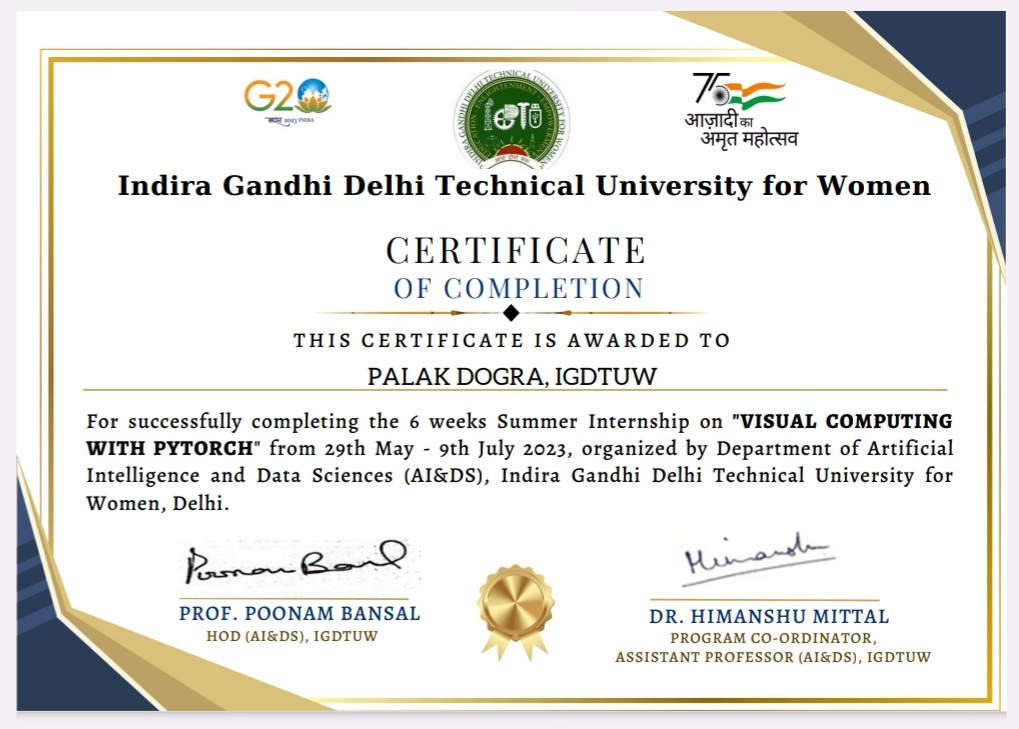 G20
भारत 2023 INDIA
INDIRA GANDHI DELHI TECHNICAL UNIVERSITY FOR WOMEN
EDUCATION ENLIGHTENMENT EMPOWERMENT
75
आज़ादी का
अमृत महोत्सव
Indira Gandhi Delhi Technical University for Women
CERTIFICATE
OF COMPLETION
THIS CERTIFICATE IS AWARDED TO
PALAK DOGRA, IGDTUW
For successfully completing the 6 weeks Summer Internship on "VISUAL COMPUTING
WITH PYTORCH" from 29th May - 9th July 2023, organized by Department of Artificial
Intelligence and Data Sciences (AI&DS), Indira Gandhi Delhi Technical University for
Women, Delhi.
Poonam Bansal
Himanshu
PROF. POONAM BANSAL
HOD (AI&DS), IGDTUW
DR. HIMANSHU MITTAL
PROGRAM CO-ORDINATOR,
ASSISTANT PROFESSOR (AI&DS), IGDTUW